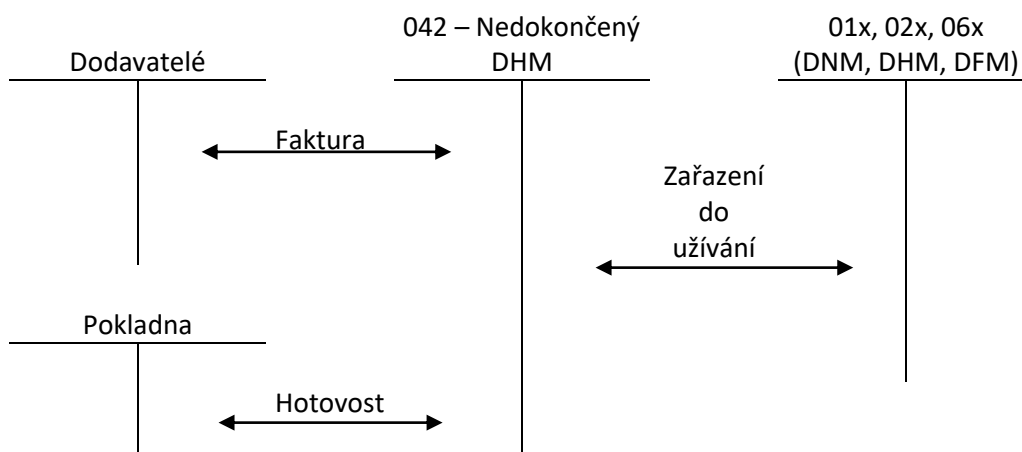 Dodavatelé
042 – Nedokončený
DHM
01x, 02x, 06x
(DNM, DHM, DFM)
Faktura
Zařazení
do
užívání
Pokladna
Hotovost